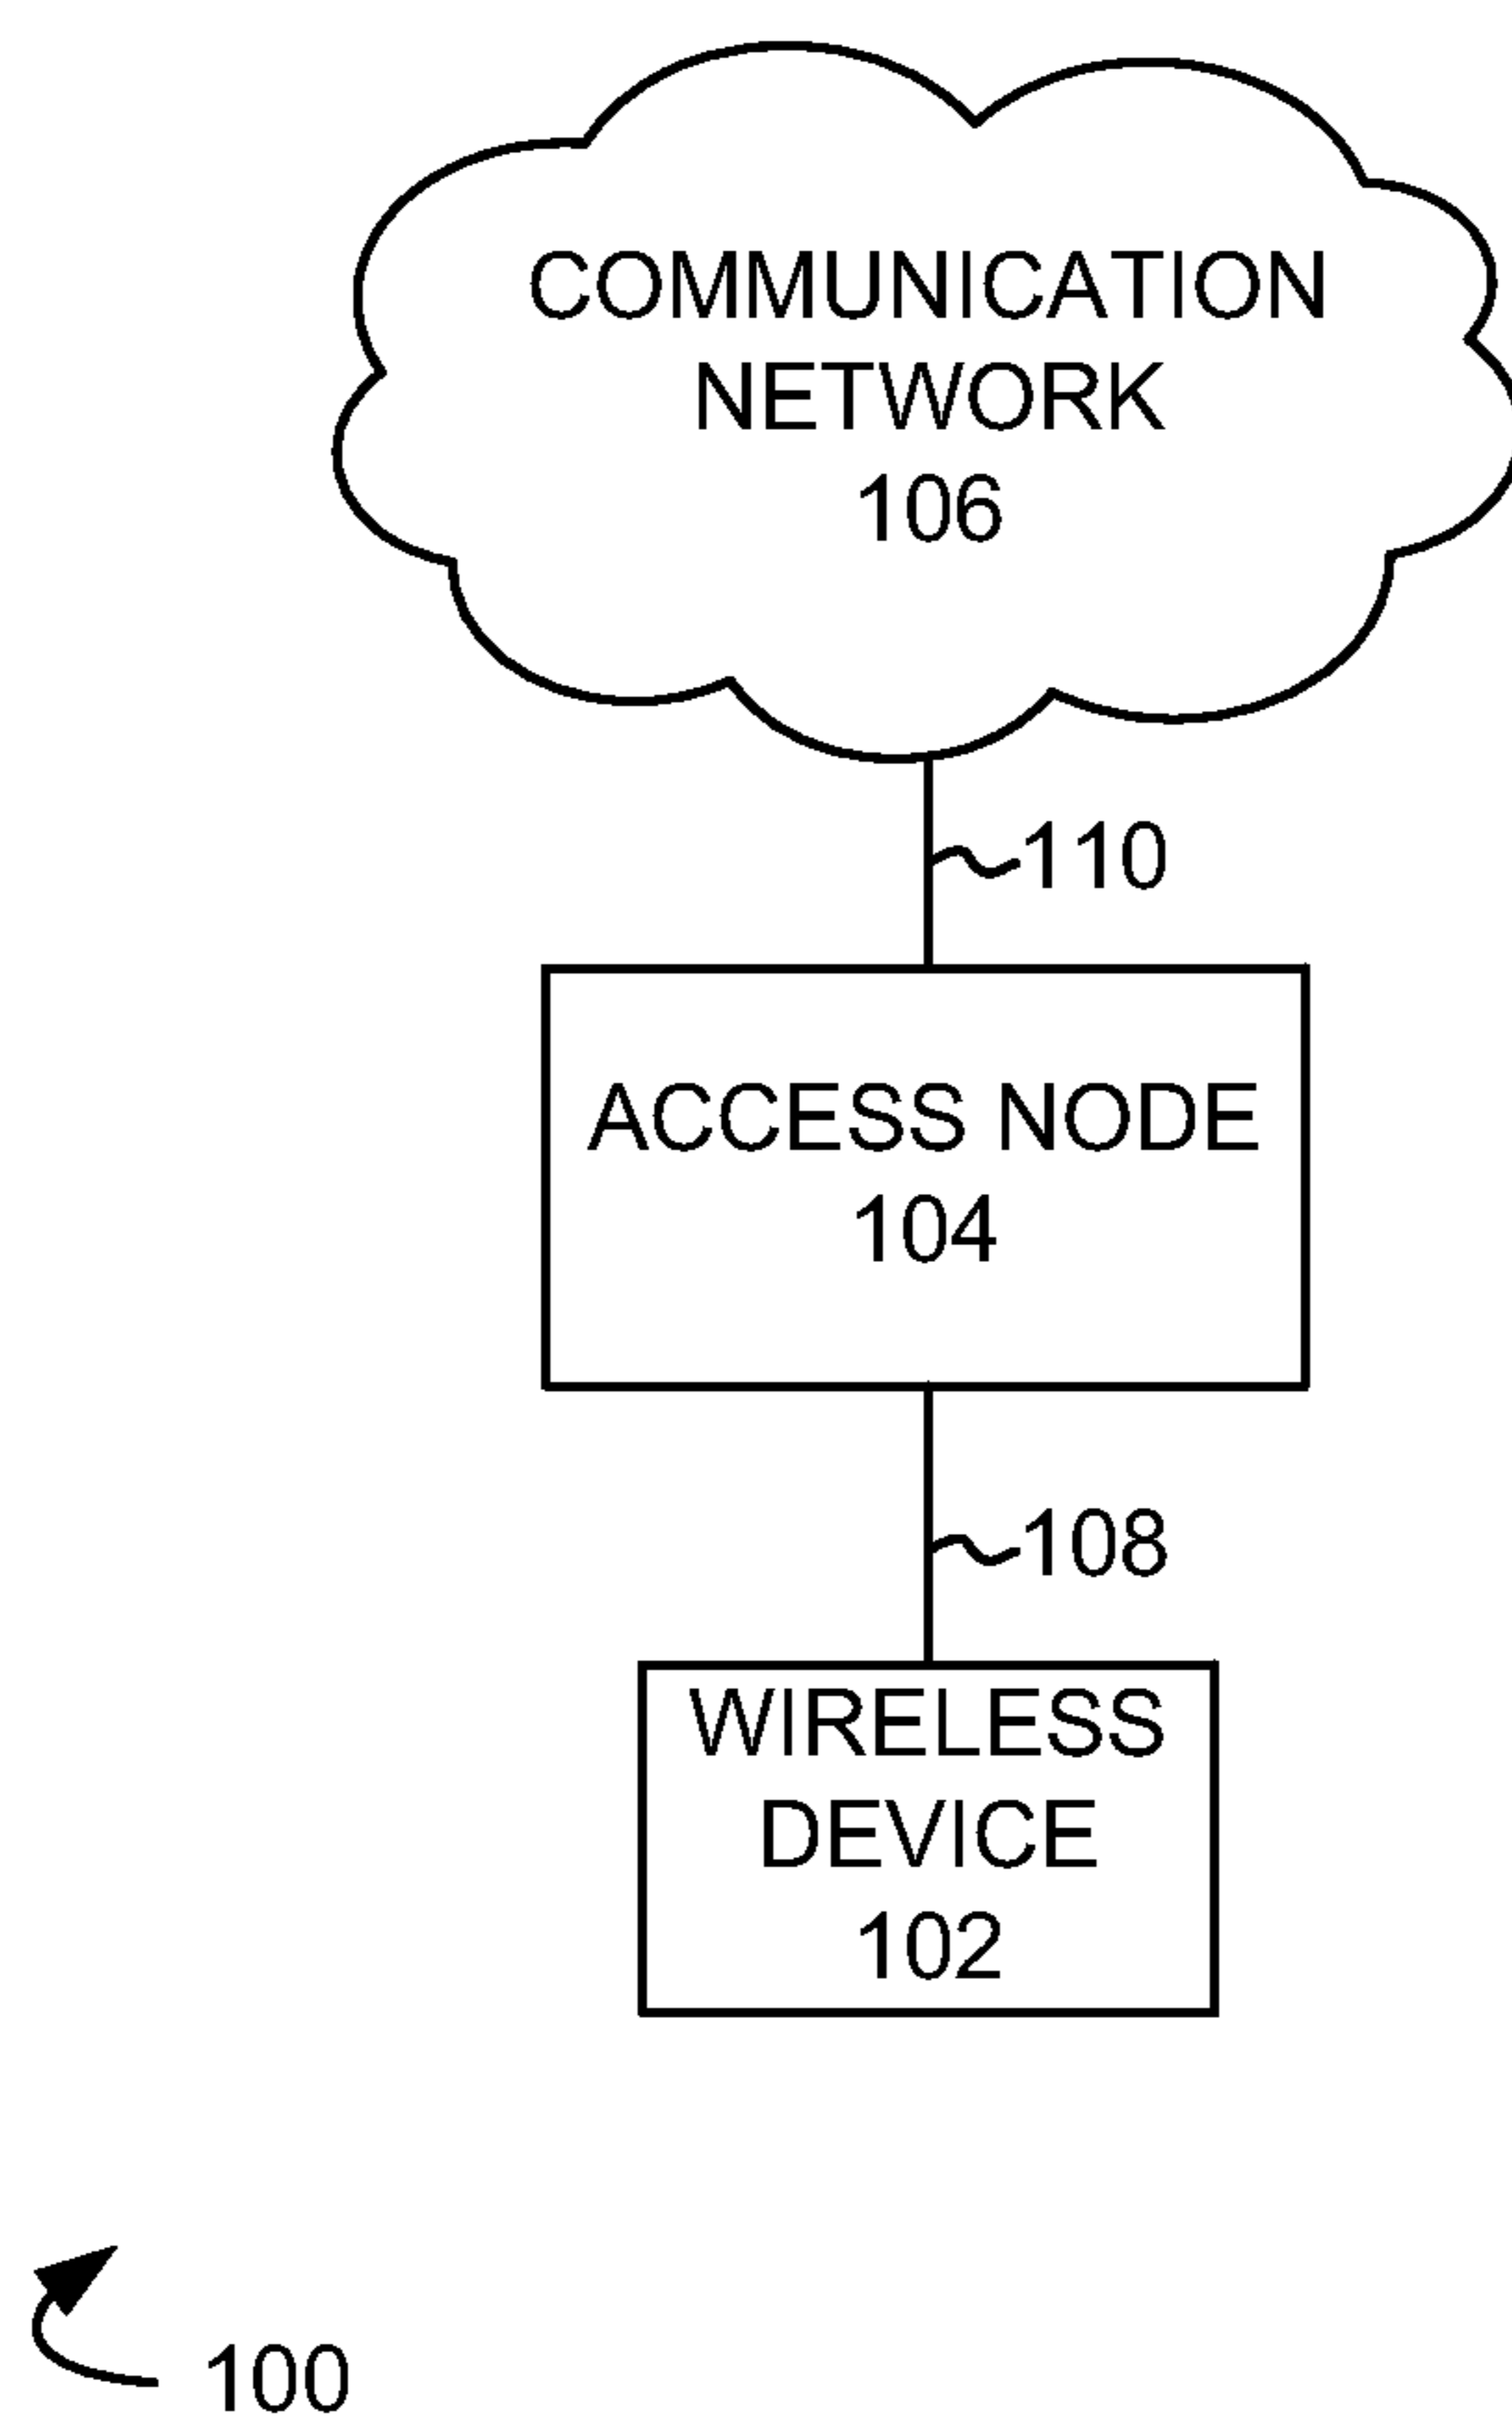 COMMUNICATION
NETWORK
106
110
ACCESS NODE
104
108
WIRELESS
DEVICE
102
100